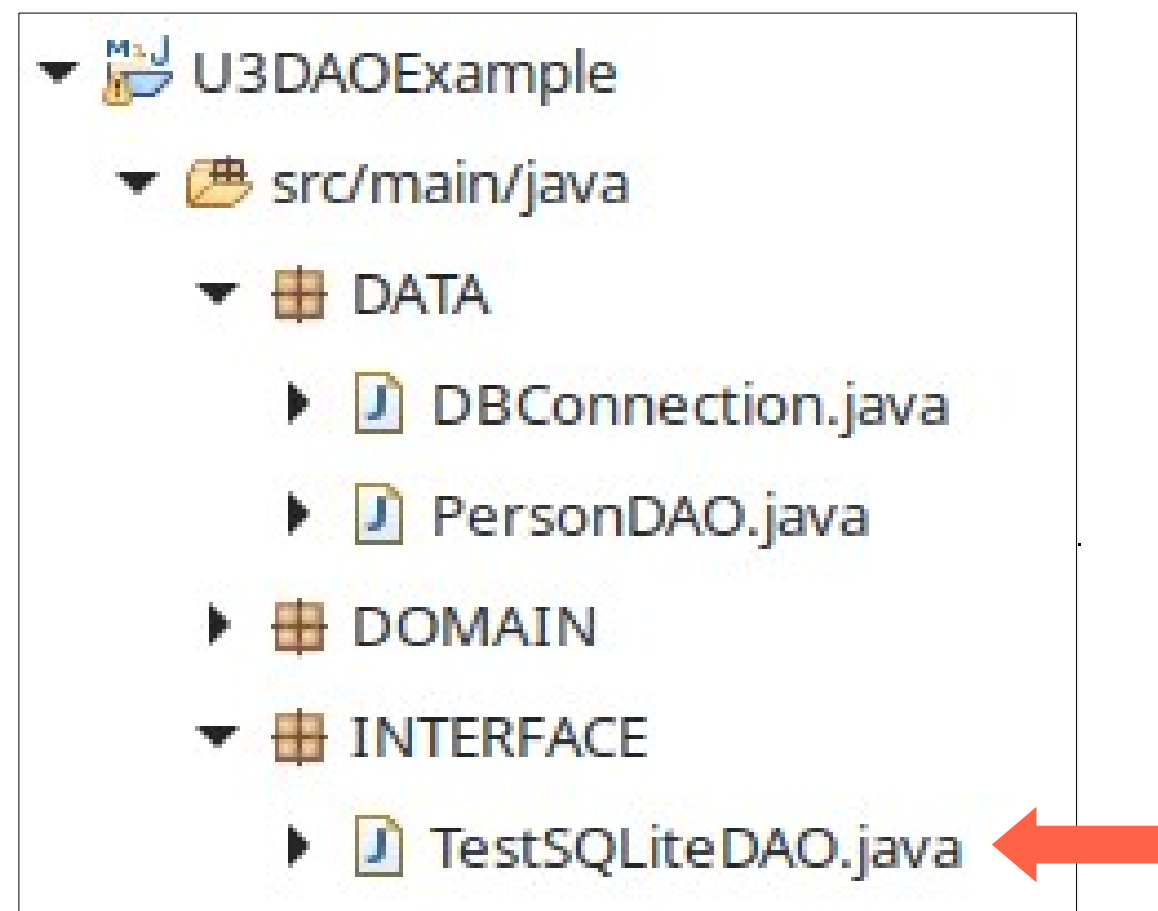 U3DAOExample
src/main/java
DATA
DBConnection.java
PersonDAO.java
DOMAIN
INTERFACE
TestSQLiteDAO.java